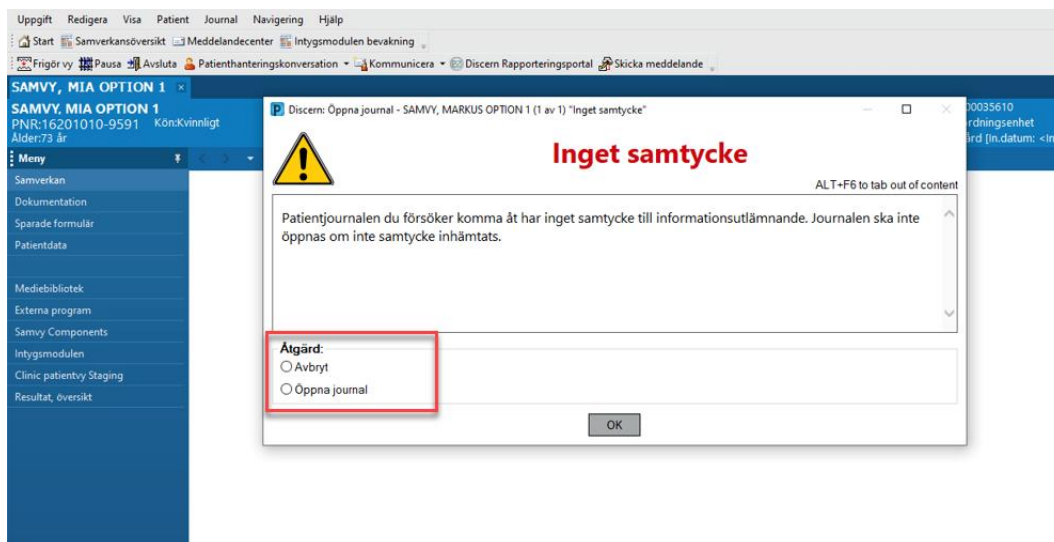 Uppgift Redigera Visa Patient Journal Navigering Hjälp
Start Samverkansöversikt Meddelandecenter Intygsmodulen bevakning
Frigör vy Pausa Avsluta Patienthanteringskonversation Kommunicera Discern Rapporteringsportal Skicka meddelande
SAMVY, MIA OPTION 1
SAMVY, MIA OPTION 1
PNR:16201010-9591 Kön:Kvinnligt
Ålder:73 år
00035610
rdningsenhet
ård [In.datum: <In
Meny
Samverkan
Dokumentation
Sparade formulär
Patientdata
Mediebibliotek
Externa program
Samvy Components
Intygsmodulen
Clinic patientvy Staging
Resultat, översikt
Discern: Öppna journal - SAMVY, MARKUS OPTION 1 (1 av 1) "Inget samtycke"
Inget samtycke
ALT+F6 to tab out of content
Patientjournalen du försöker komma åt har inget samtycke till informationsutlämnande. Journalen ska inte
öppnas om inte samtycke inhämtats.
Åtgärd:
Avbryt
Öppna journal
OK